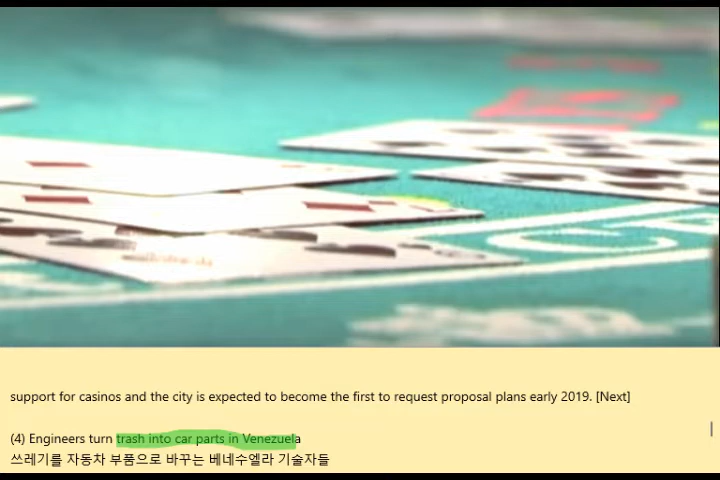 support for casinos and the city is expected to become the first to request proposal plans early 2019. [Next]
(4) Engineers turn trash into car parts in Venezuela
쓰레기를 자동차 부품으로 바꾸는 베네수엘라 기술자들